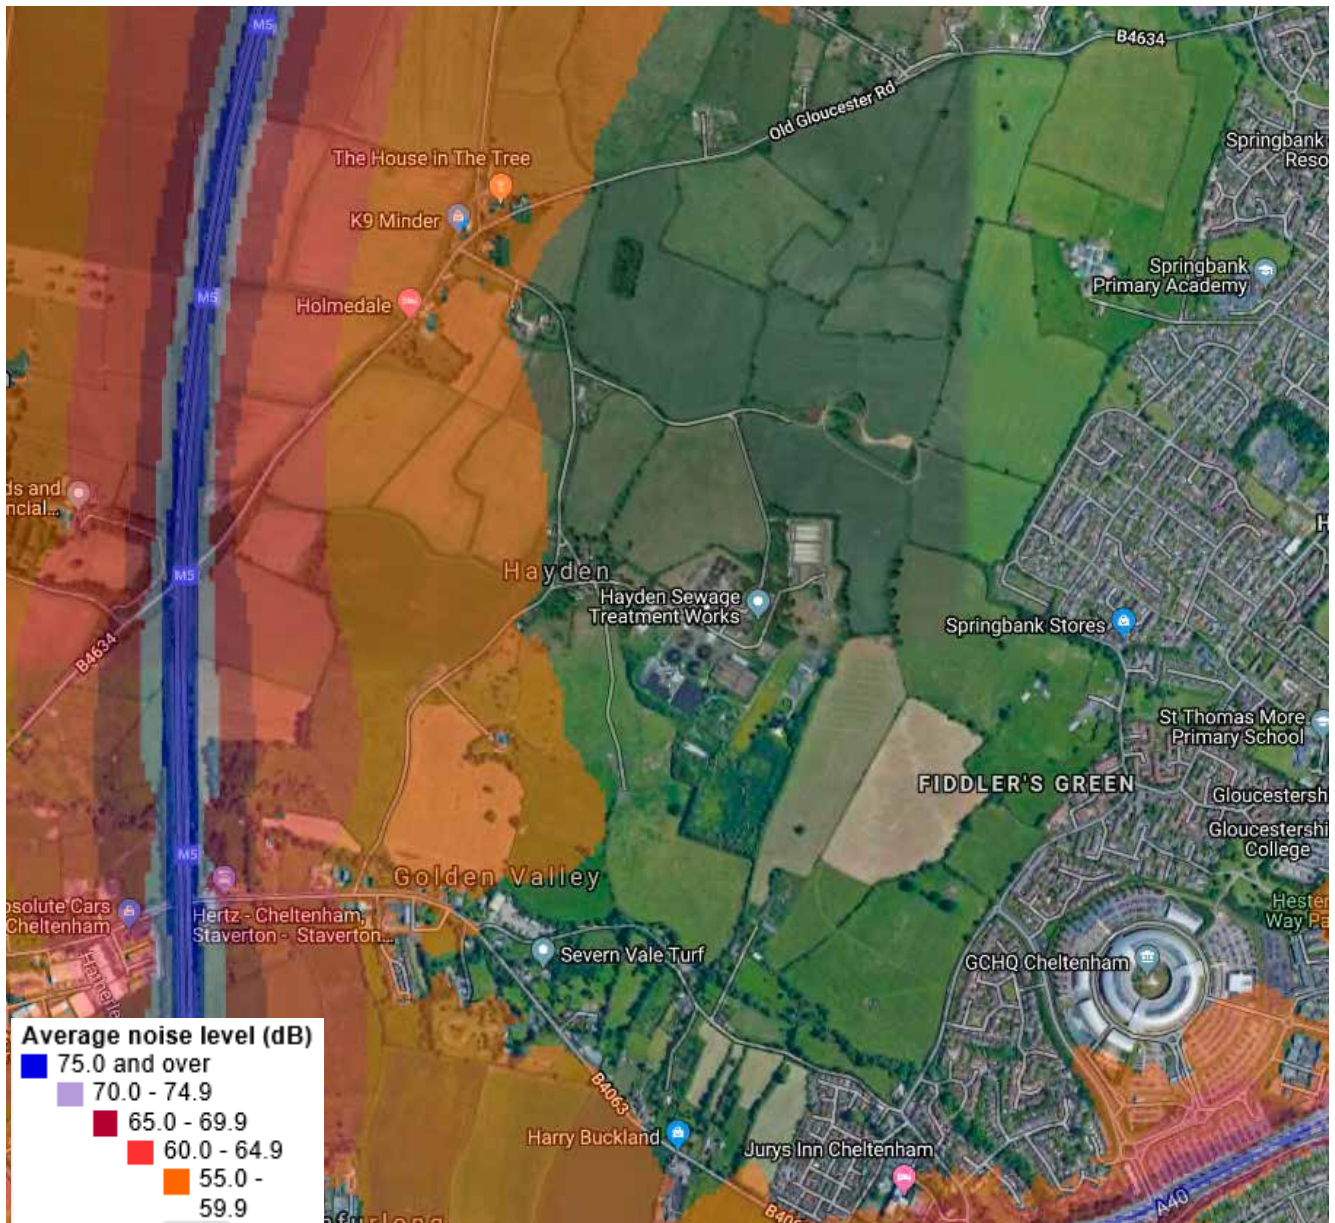 M5
B4634
Old Gloucester Rd
Springbank
Reso
The House in The Tree
K9 Minder
Springbank
Primary Academy
Holmedale
M5
ds and
ncial...
H
M5
Hayden
Hayden Sewage
Treatment Works
Springbank Stores
B4634
St Thomas More
Primary School
FIDDLER'S GREEN
Gloucestersh
Gloucestershi
College
M5
Golden Valley
osolute Cars
Cheltenham
Hertz - Cheltenham,
Staverton - Staverton...
Hester
Way Pa
Severn Vale Turf
GCHQ Cheltenham
Hatherle
Average noise level (dB)
75.0 and over
70.0 - 74.9
65.0 - 69.9
60.0 - 64.9
55.0 -
59.9
B4063
Harry Buckland
Jurys Inn Cheltenham
A40
B406